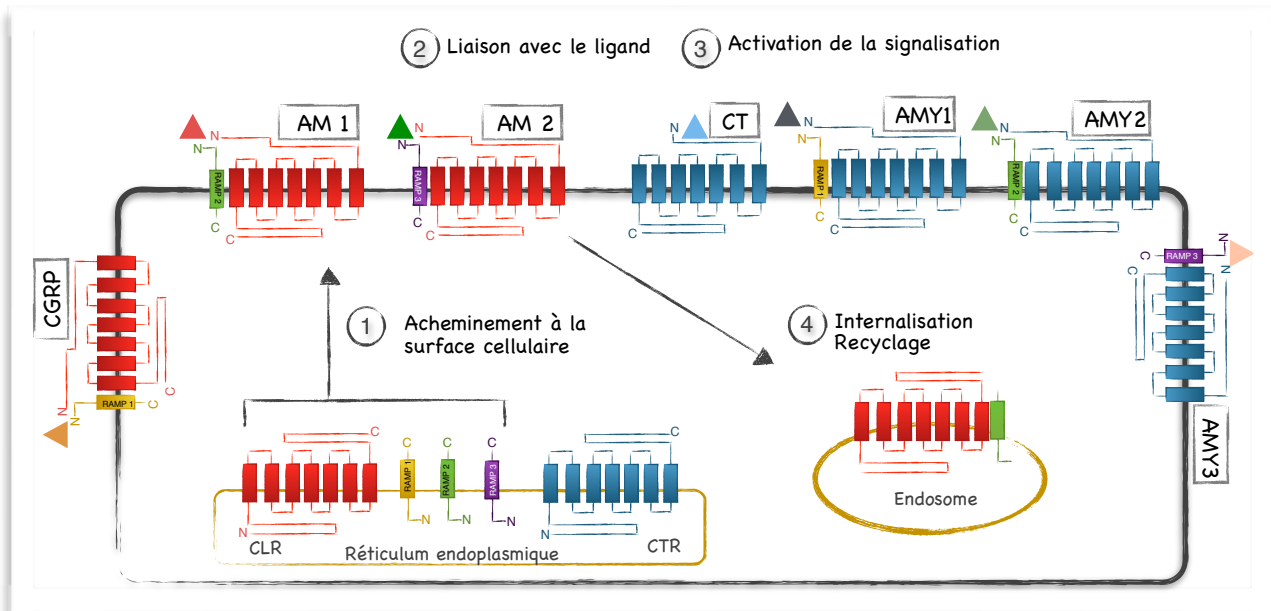 2 Liaison avec le ligand
3 Activation de la signalisation
AM 1
AM 2
CT
AMY1
AMY2
N
N
RAMP 2
C
C
N
N
RAMP 3
C
C
N
C
N
N
RAMP 1
C
C
N
N
RAMP 2
C
C
CGRP
N
N
RAMP 1
C
C
N
N
RAMP 3
C
C
AMY3
1 Acheminement à la
surface cellulaire
4 Internalisation
Recyclage
C
N
CLR
C
RAMP 1
N
C
RAMP 2
N
C
RAMP 3
N
C
N
CTR
Réticulum endoplasmique
Endosome